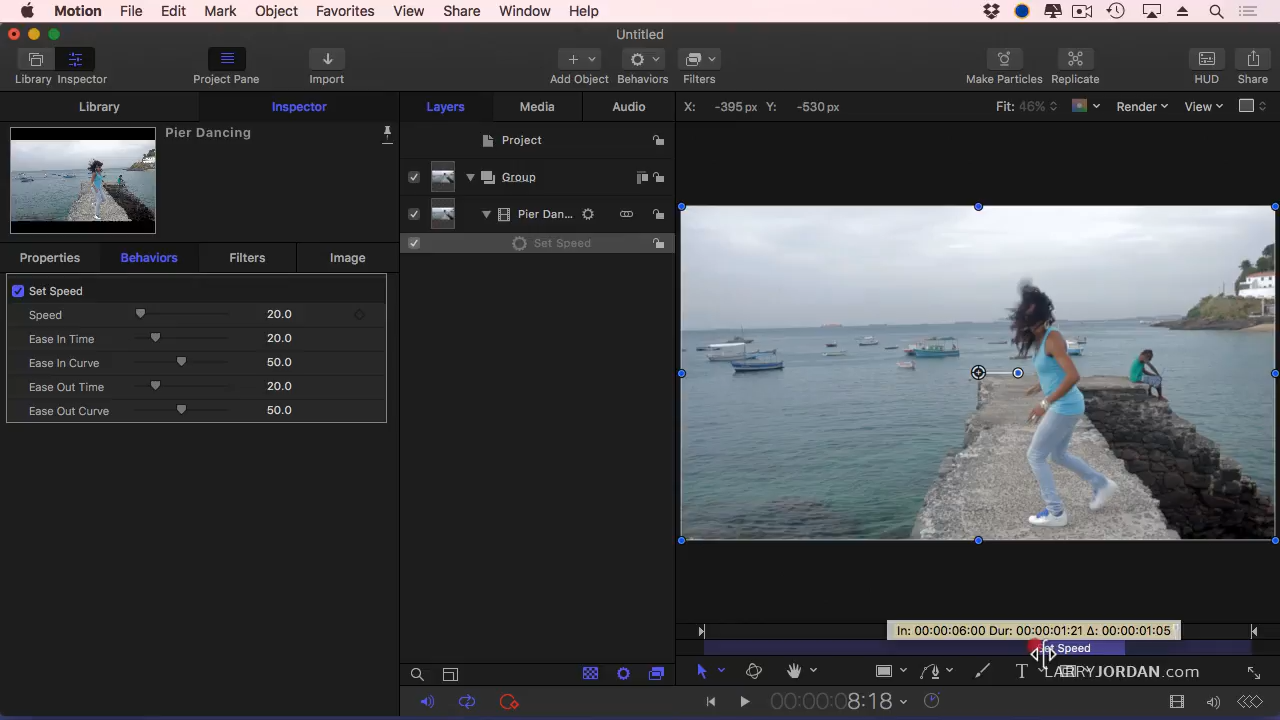 Motion File Edit Mark Object Favorites View Share Window Help
Untitled
Library Inspector Project Pane Import Add Object Behaviors Filters Make Particles Replicate HUD Share
Library Inspector Layers Media Audio X: -395 px Y: -530 px Fit: 46% Render View
Pier Dancing
Project
Group
Pier Dan...
Set Speed
Properties Behaviors Filters Image
Set Speed
Speed 20.0
Ease In Time 20.0
Ease In Curve 50.0
Ease Out Time 20.0
Ease Out Curve 50.0
In: 00:00:06:00 Dur: 00:00:01:21 Δ: 00:00:01:05
Set Speed
T
LARRYJORDAN.com
00:00:08:18